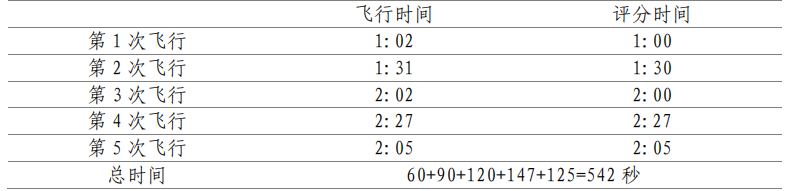 飞行时间 评分时间
第 1 次飞行 1:02 1:00
第 2 次飞行 1:31 1:30
第 3 次飞行 2:02 2:00
第 4 次飞行 2:27 2:27
第 5 次飞行 2:05 2:05
总时间 60+90+120+147+125=542 秒